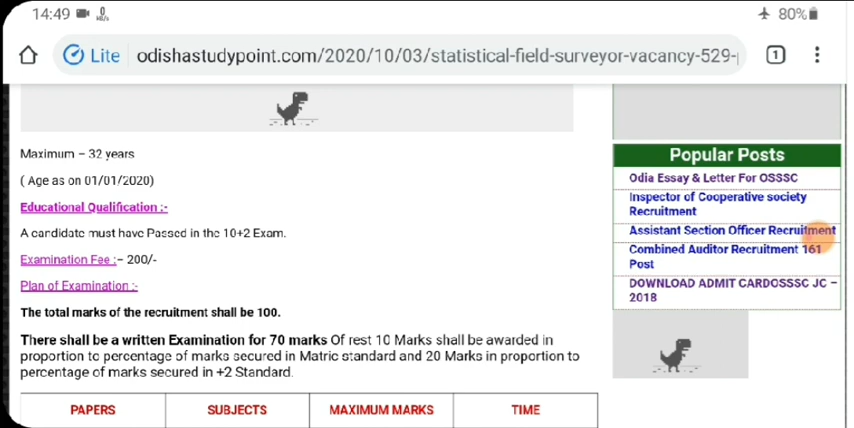 14:49
80%
Lite odishastudypoint.com/2020/10/03/statistical-field-surveyor-vacancy-529-
1
Maximum – 32 years
( Age as on 01/01/2020)
Educational Qualification :-
A candidate must have Passed in the 10+2 Exam.
Examination Fee :– 200/-
Plan of Examination :-
The total marks of the recruitment shall be 100.
There shall be a written Examination for 70 marks Of rest 10 Marks shall be awarded in
proportion to percentage of marks secured in Matric standard and 20 Marks in proportion to
percentage of marks secured in +2 Standard.
PAPERS SUBJECTS MAXIMUM MARKS TIME
Popular Posts
Odia Essay & Letter For OSSSC
Inspector of Cooperative society
Recruitment
Assistant Section Officer Recruitment
Combined Auditor Recruitment 161
Post
DOWNLOAD ADMIT CARDOSSSC JC –
2018